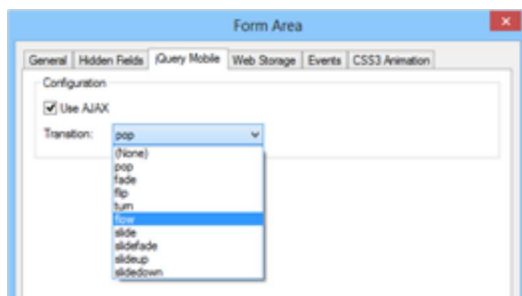 Form Area
General Hidden Fields jQuery Mobile Web Storage Events CSS3 Animation
Configuration
Use AJAX
Transition: pop
(None)
pop
fade
flip
turn
flow
slide
slidefade
slideup
slidedown